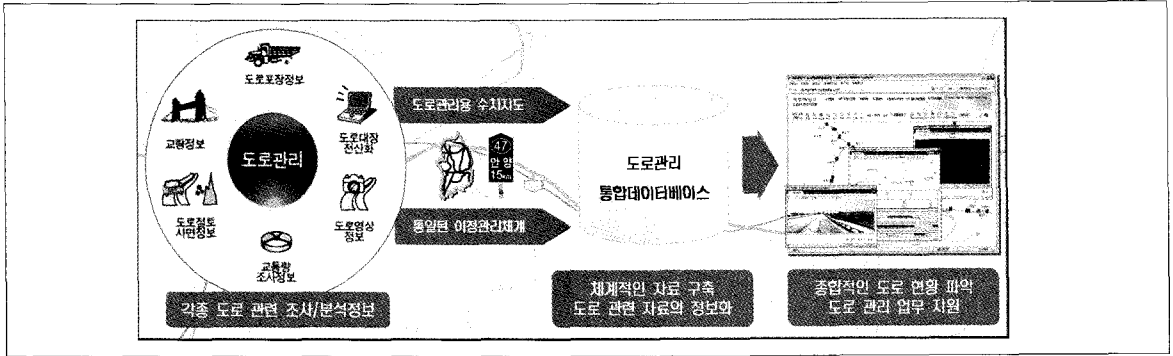 도로포장정보
교량정보
도로대장
전산화
도로관리
도로절토
사면정보
도로영상
정보
교통량
조사정보
각종 도로 관련 조사/분석정보
도로관리용 수치지도
47
안양
15km
통일된 이정관리체계
도로관리
통합데이터베이스
체계적인 자료 구축
도로 관련 자료의 정보화
종합적인 도로 현황 파악
도로 관리 업무 지원